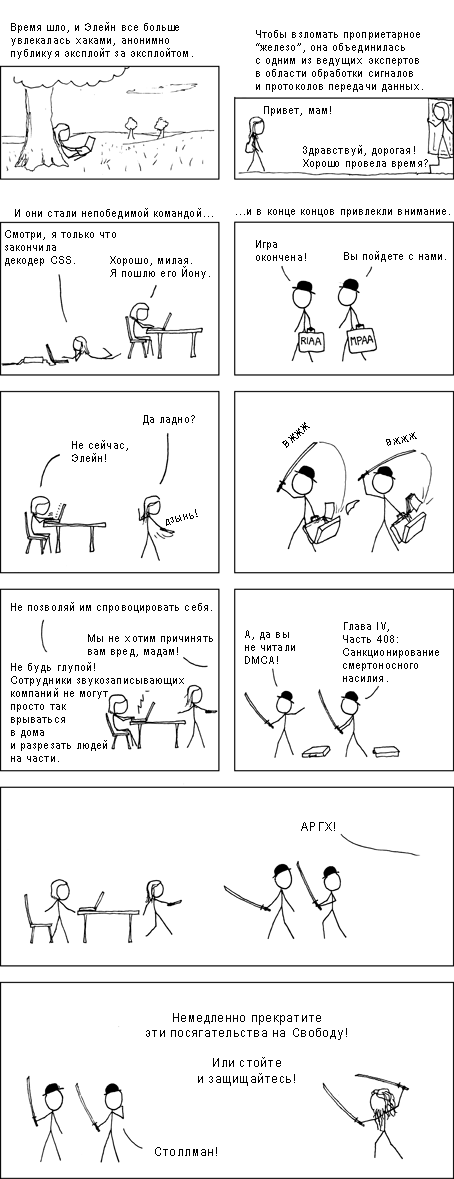 Время шло, и Элейн все больше
увлекалась хаками, анонимно
публикуя эксплойт за эксплойтом.
Чтобы взломать проприетарное
“железо”, она объединилась
с одним из ведущих экспертов
в области обработки сигналов
и протоколов передачи данных.
Привет, мам!
Здравствуй, дорогая!
Хорошо провела время?
И они стали непобедимой командой...
Смотри, я только что
закончила
декодер CSS.
Хорошо, милая.
Я пошлю его Йону.
...и в конце концов привлекли внимание.
Игра
окончена!
Вы пойдете с нами.
RIAA
MPAA
Да ладно?
Не сейчас,
Элейн!
дзынь!
вжжж
вжжж
Не позволяй им спровоцировать себя.
Мы не хотим причинять
вам вред, мадам!
Не будь глупой!
Сотрудники звукозаписывающих
компаний не могут
просто так
врываться
в дома
и разрезать людей
на части.
А, да вы
не читали
DMCA!
Глава IV,
Часть 408:
Санкционирование
смертоносного
насилия.
АРГХ!
Немедленно прекратите
эти посягательства на Свободу!
Или стойте
и защищайтесь!
Столлман!